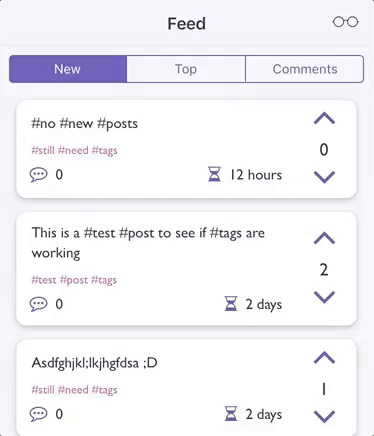 Feed
New Top Comments
#no #new #posts
#still #need #tags
0 12 hours
0
This is a #test #post to see if #tags are
working
#test #post #tags
0 2 days
2
Asdfghjkl;lkjhgfdsa ;D
#still #need #tags
0 2 days
1